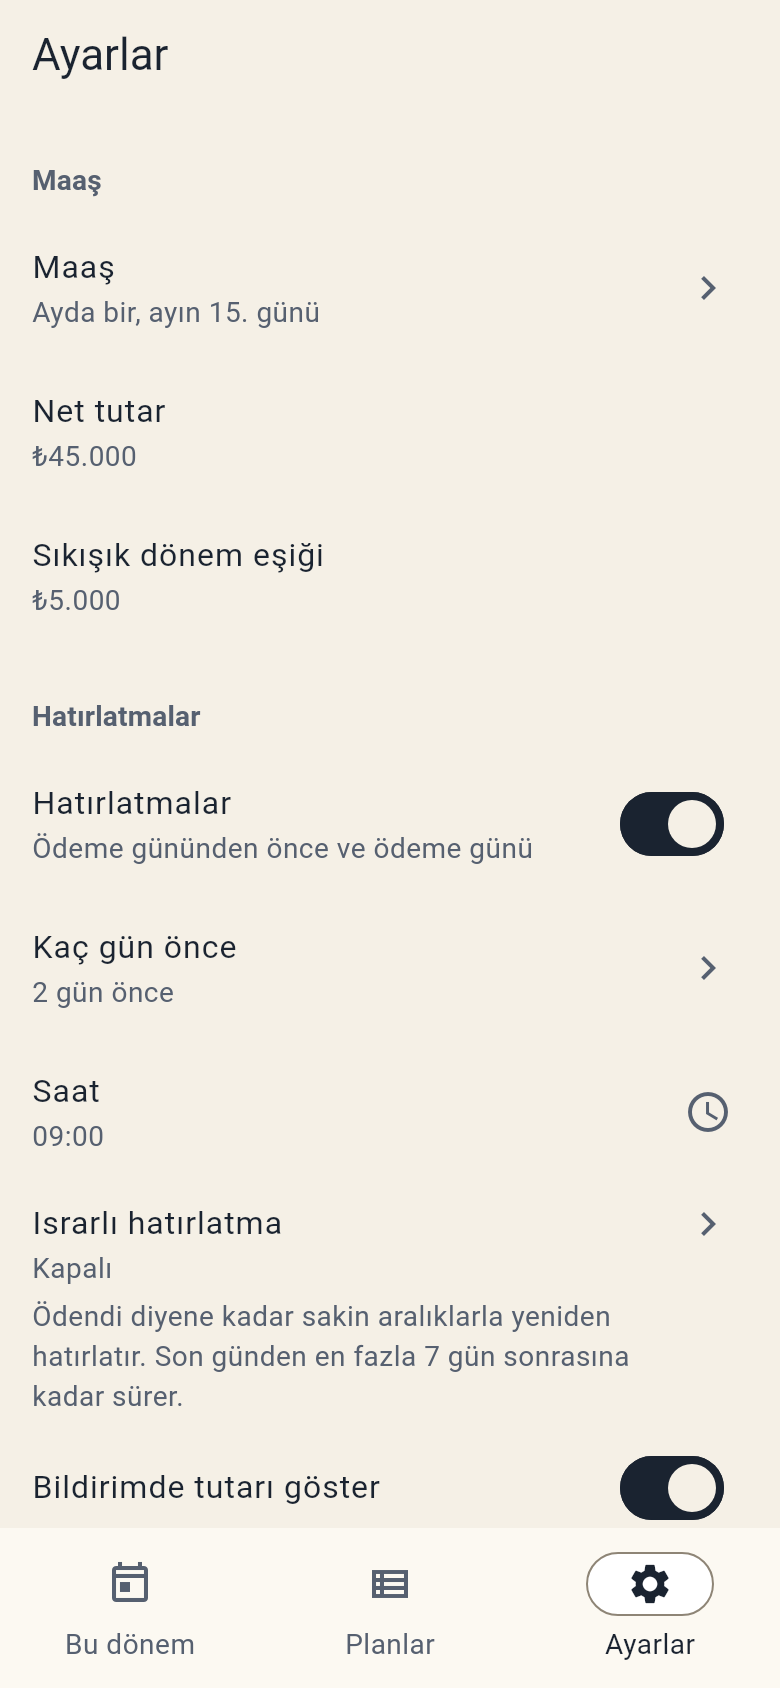 Ayarlar
Maaş
Maaş
Ayda bir, ayın 15. günü
Net tutar
₺45.000
Sıkışık dönem eşiği
₺5.000
Hatırlatmalar
Hatırlatmalar
Ödeme gününden önce ve ödeme günü
Kaç gün önce
2 gün önce
Saat
09:00
Israrlı hatırlatma
Kapalı
Ödendi diyene kadar sakin aralıklarla yeniden
hatırlatır. Son günden en fazla 7 gün sonrasına
kadar sürer.
Bildirimde tutarı göster
Bu dönem
Planlar
Ayarlar